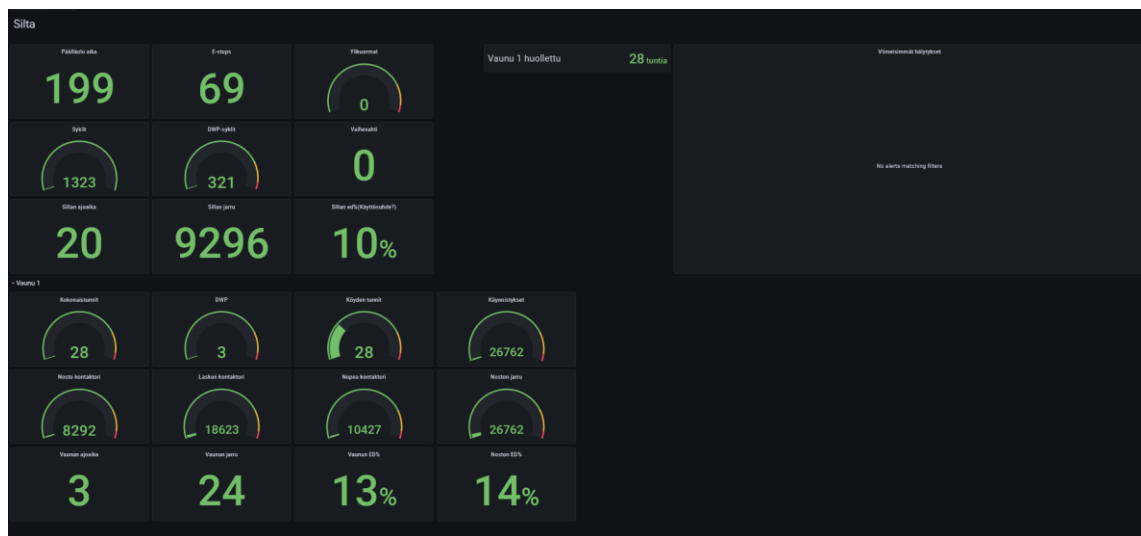 Silta
Päälläolo aika
E-stops
Ylikuormat
199
69
0
Vaunu 1 huollettu
28 tuntia
Viimeisimmät hälytykset
No alerts matching filters
Syklit
DWP-syklit
Vaihevahti
1323
321
0
Sillan ajoaika
Sillan jarru
Sillan ed%(Käyttösuhde?)
20
9296
10%
- Vaunu 1
Kokonaistunnit
DWP
Köyden tunnit
Käynnistykset
28
3
28
26762
Nosto kontaktori
Laskun kontaktori
Nopea kontaktori
Noston jarru
8292
18623
10427
26762
Vaunun ajoaika
Vaunun jarru
Vaunun ED%
Noston ED%
3
24
13%
14%